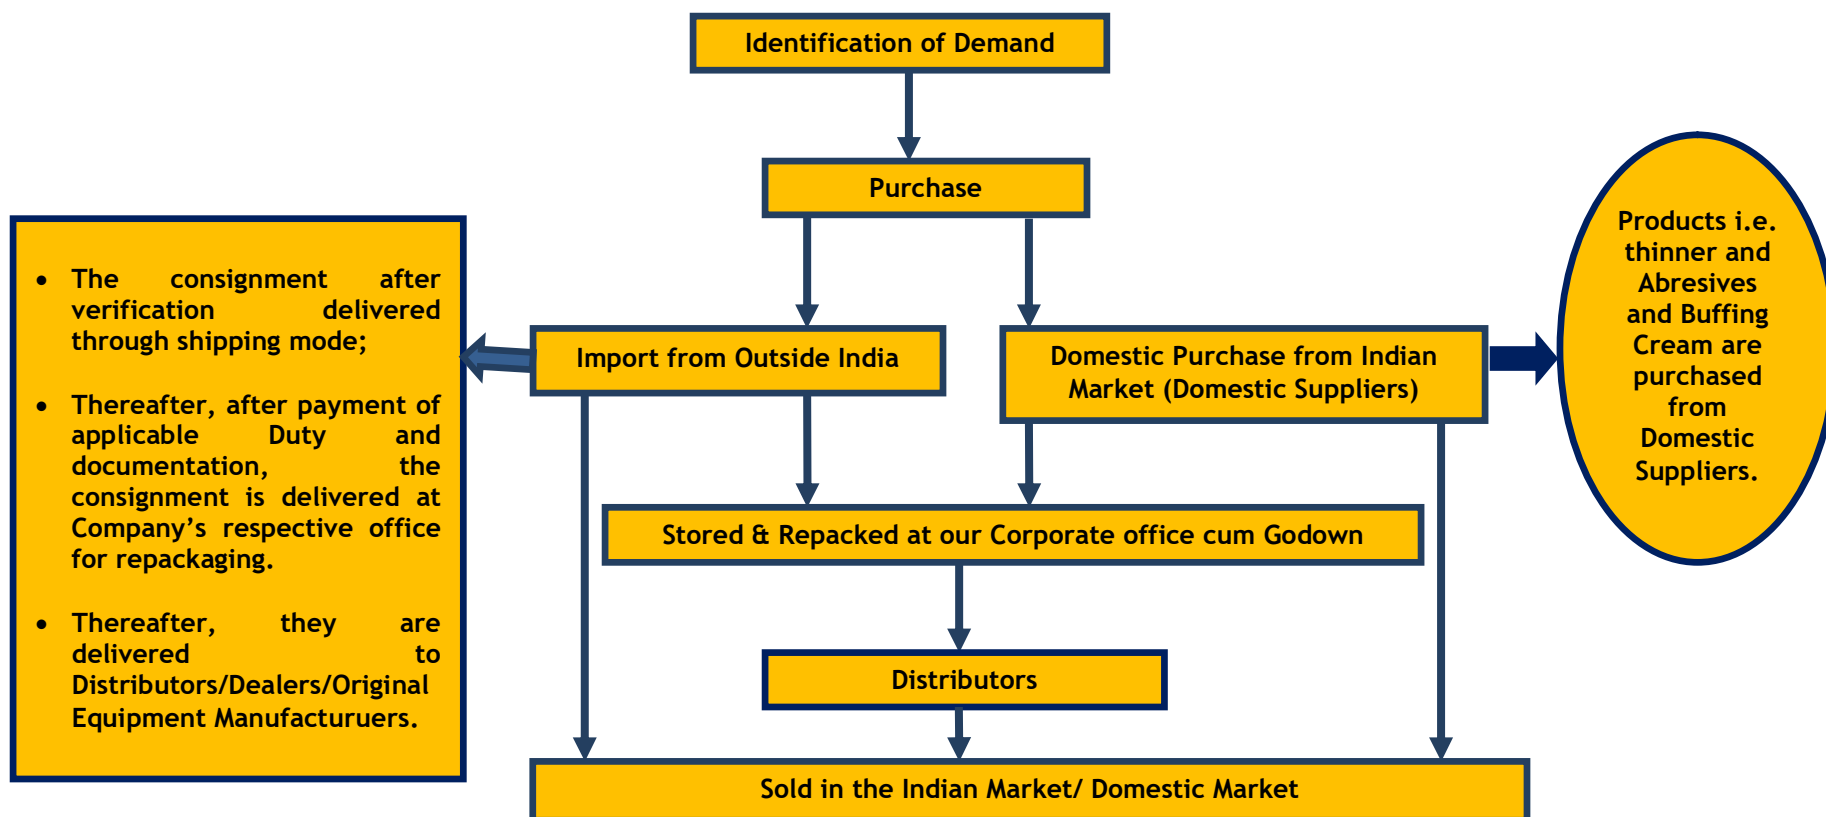 Identification of Demand
Purchase
• The consignment after
verification delivered
through shipping mode;
• Thereafter, after payment of
applicable Duty and
documentation, the
consignment is delivered at
Company’s respective office
for repackaging.
• Thereafter, they are
delivered to
Distributors/Dealers/Original
Equipment Manufacturuers.
Import from Outside India
Domestic Purchase from Indian
Market (Domestic Suppliers)
Products i.e.
thinner and
Abresives
and Buffing
Cream are
purchased
from
Domestic
Suppliers.
Stored & Repacked at our Corporate office cum Godown
Distributors
Sold in the Indian Market/ Domestic Market